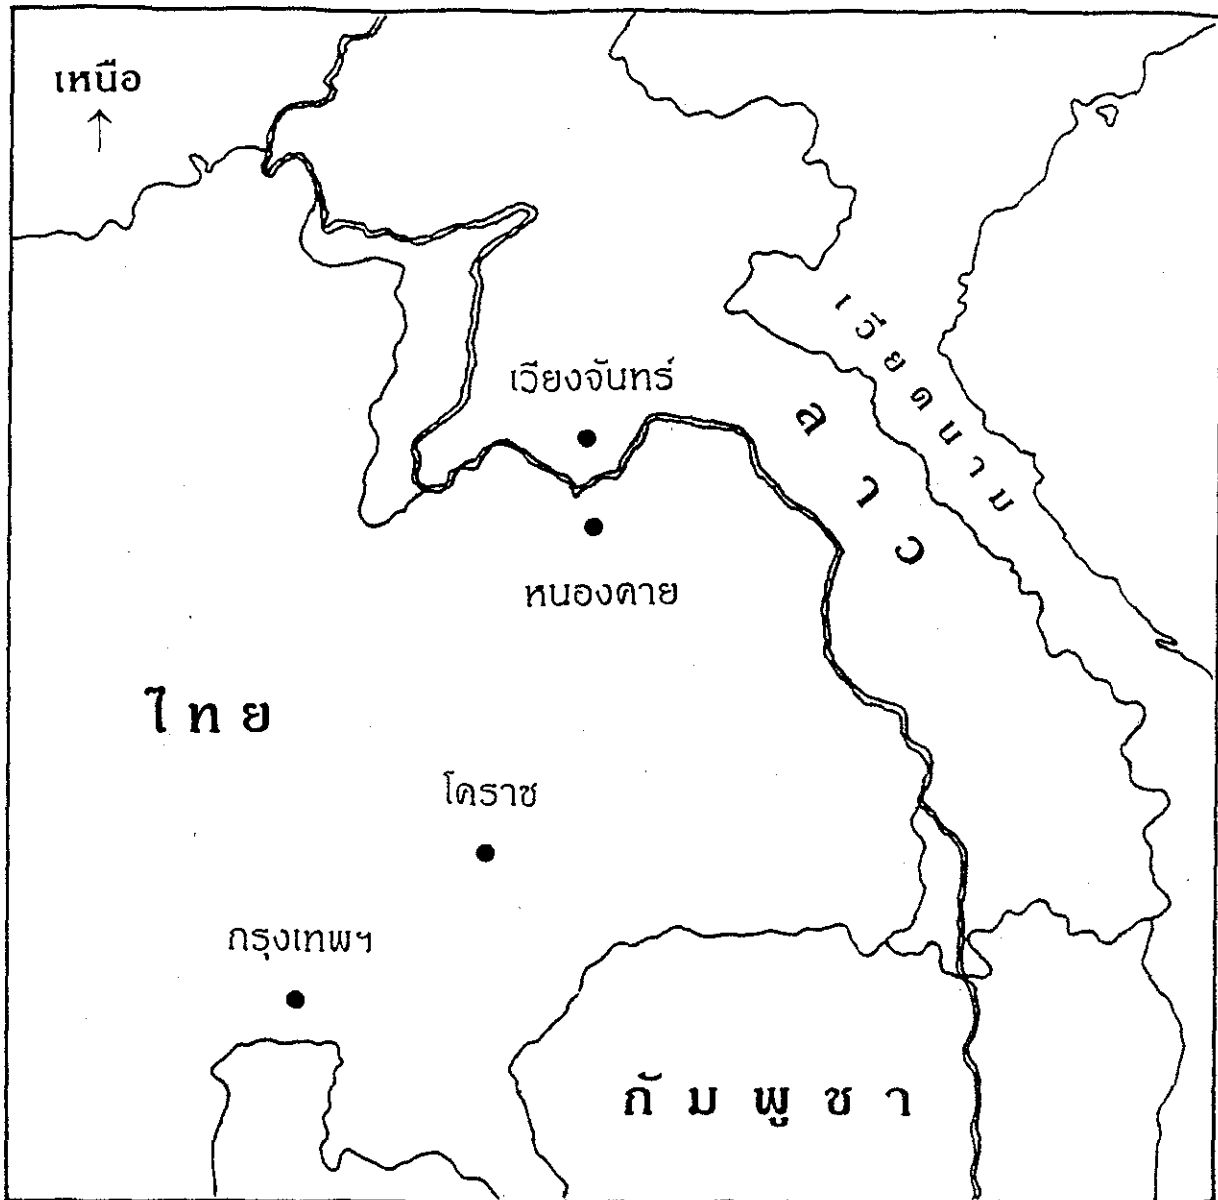 เหนือ
เวียดนาม
เวียงจันทร์
ลาว
หนองคาย
ไทย
โคราช
กรุงเทพฯ
กัมพูชา